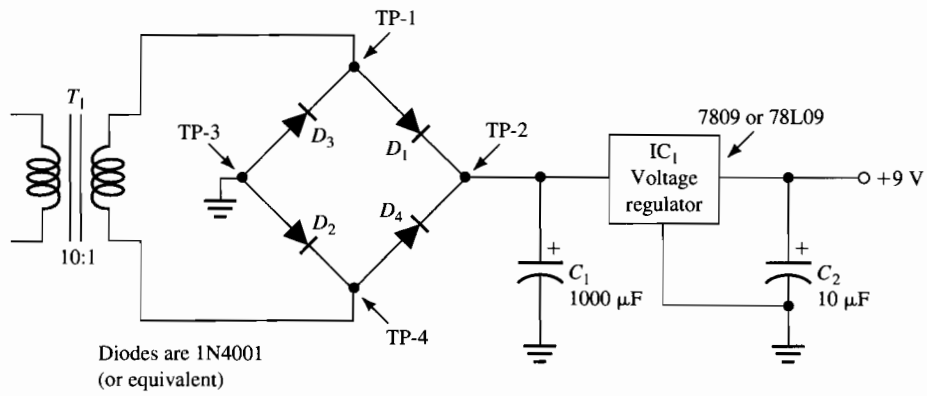 TP-1
T1
7809 or 78L09
TP-3
D3
D1
TP-2
IC1
Voltage
regulator
+9 V
D2
D4
10:1
+
C1
1000 μF
+
C2
10 μF
TP-4
Diodes are 1N4001
(or equivalent)